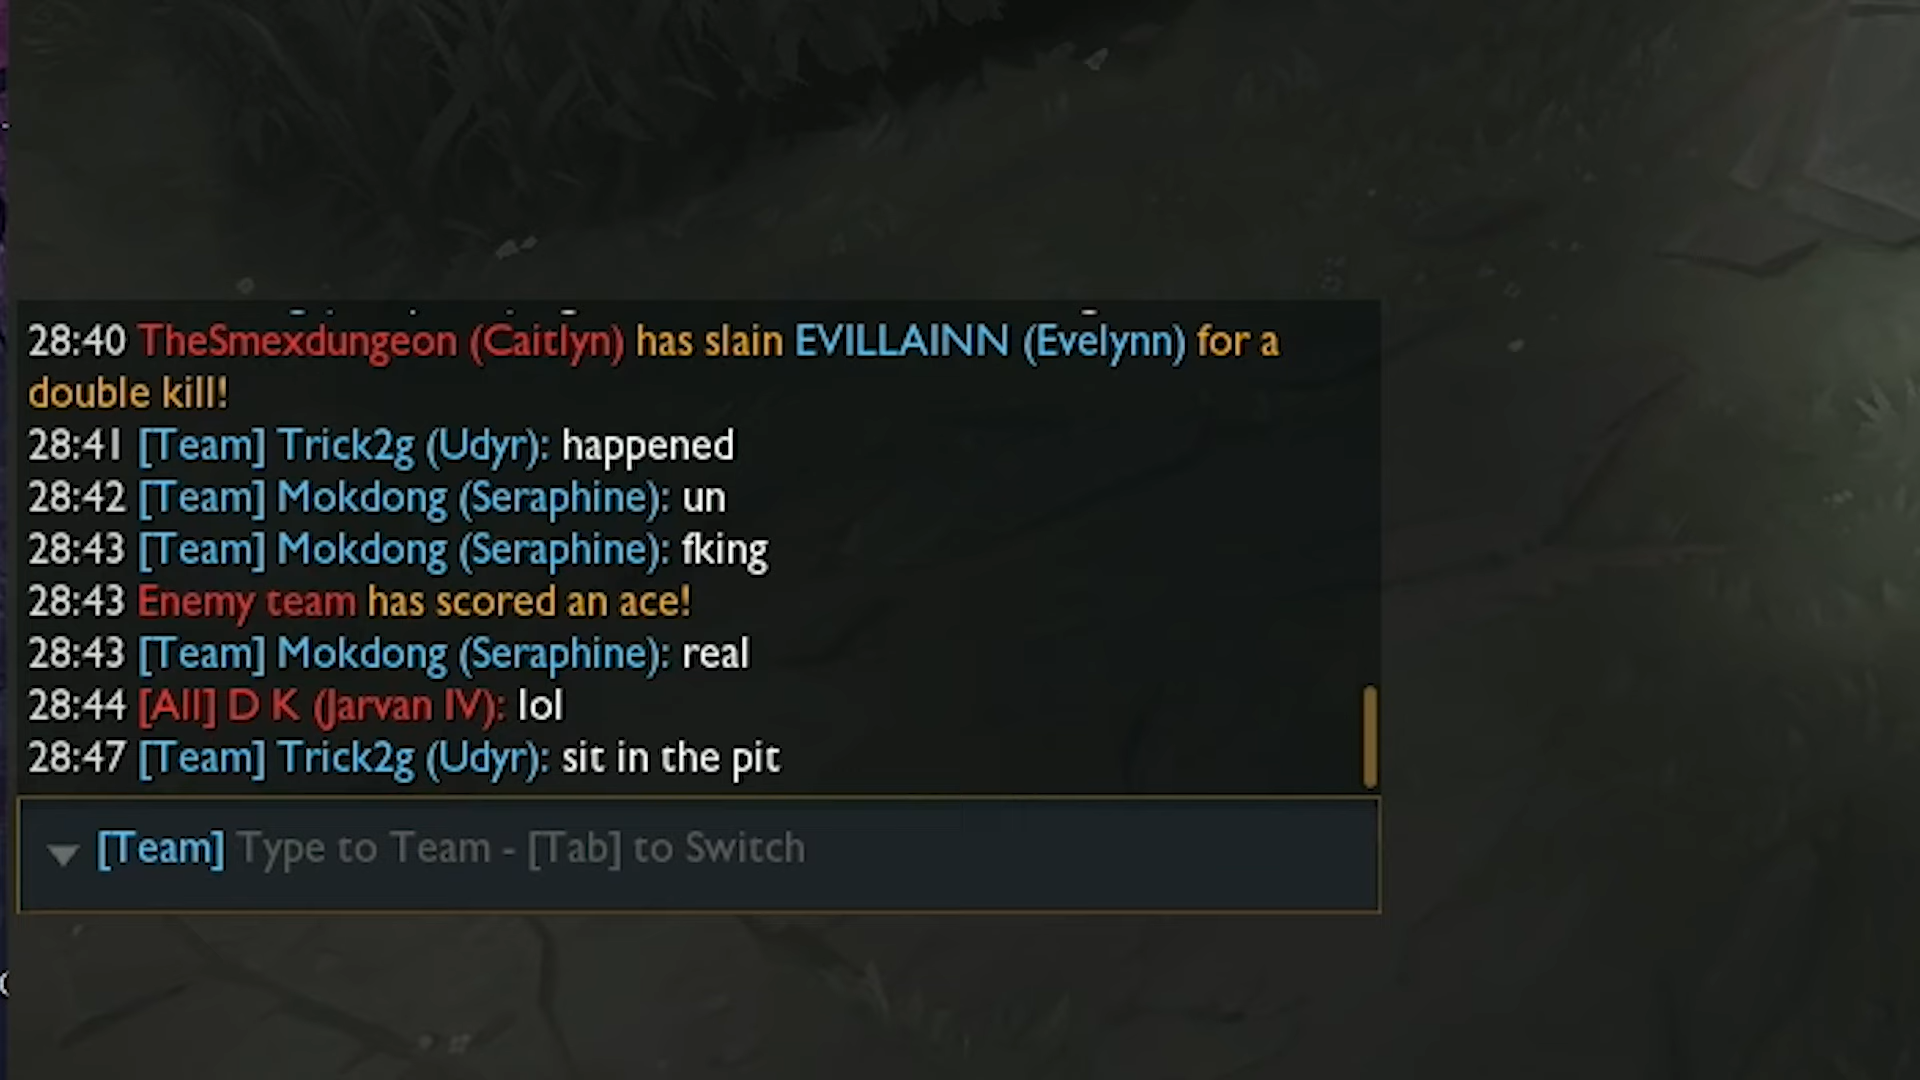 28:40 TheSmexdungeon (Caitlyn) has slain EVILLAINN (Evelynn) for a
double kill!
28:41 [Team] Trick2g (Udyr): happened
28:42 [Team] Mokdong (Seraphine): un
28:43 [Team] Mokdong (Seraphine): fking
28:43 Enemy team has scored an ace!
28:43 [Team] Mokdong (Seraphine): real
28:44 [All] D K (Jarvan IV): lol
28:47 [Team] Trick2g (Udyr): sit in the pit
[Team] Type to Team - [Tab] to Switch